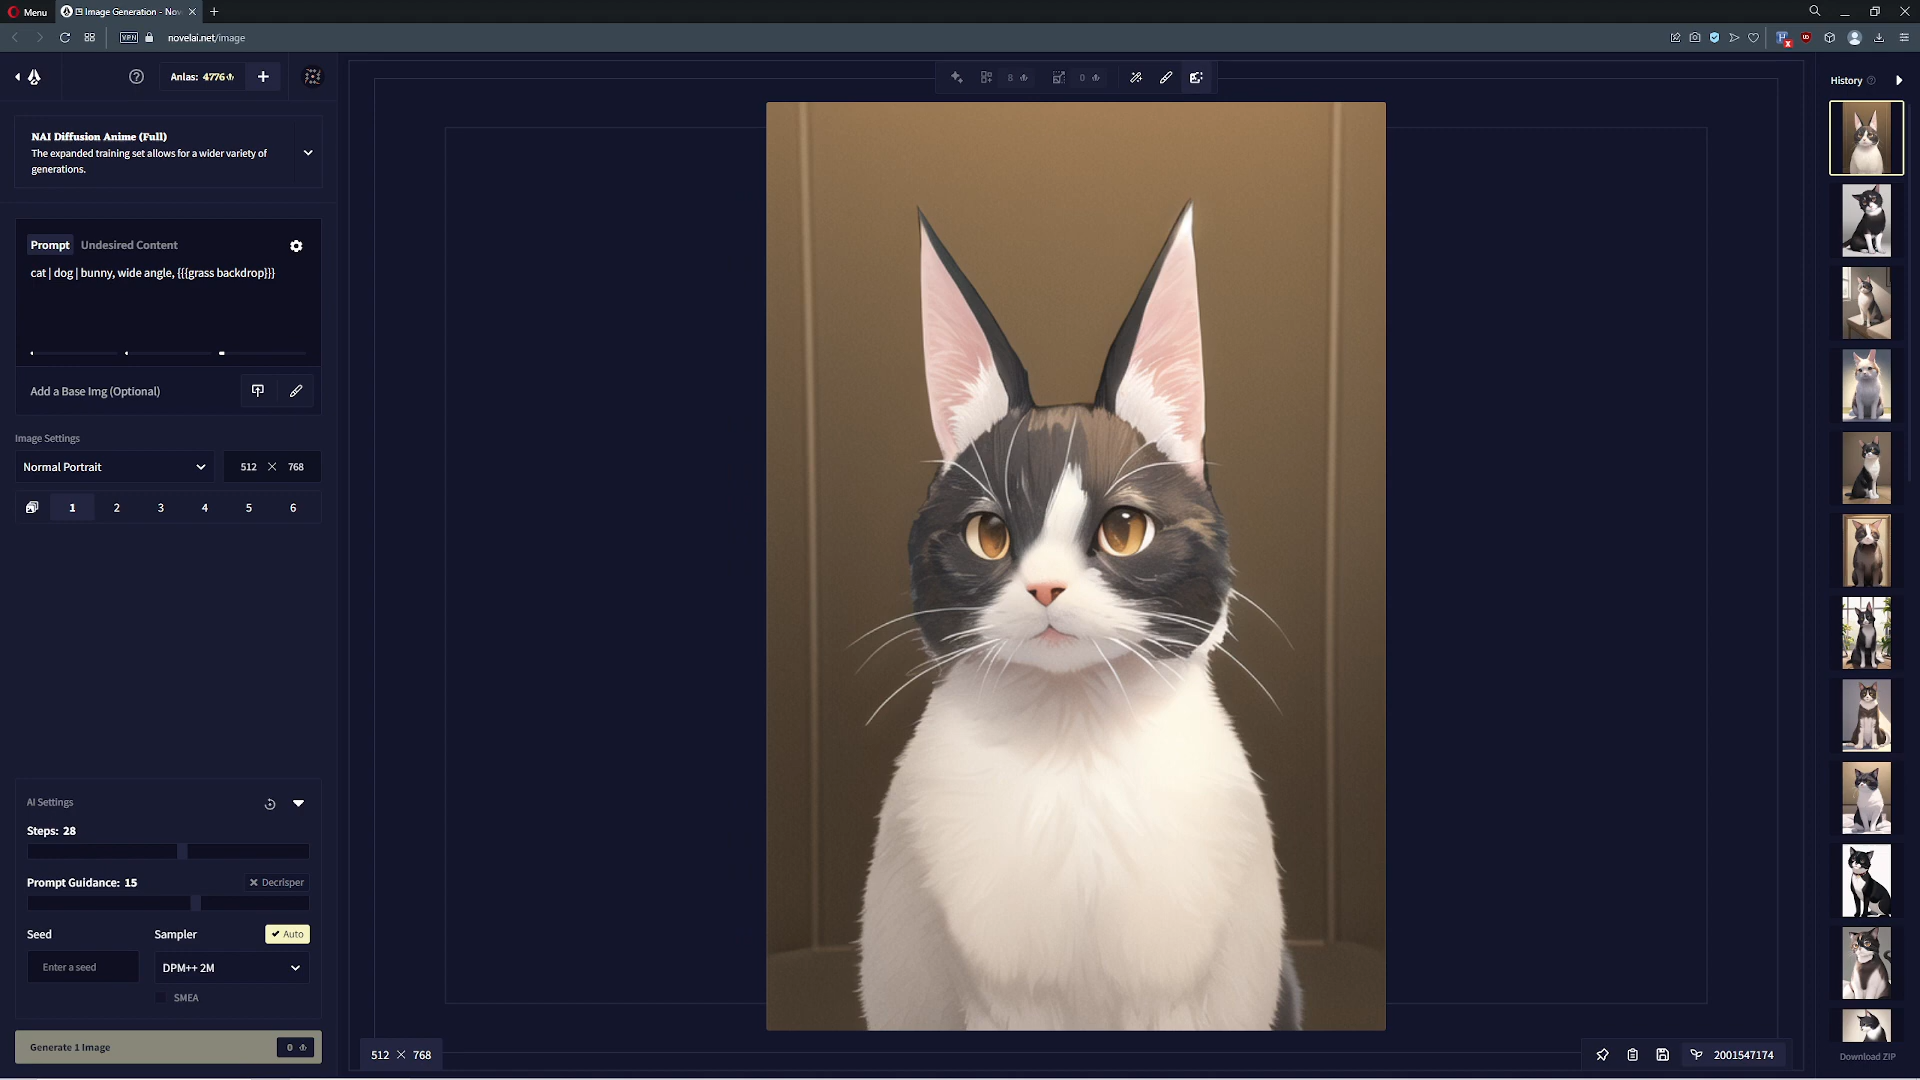 Menu
Image Generation - Nov
VPN
novelai.net/image
Anlas: 4776
8
0
History
NAI Diffusion Anime (Full)
The expanded training set allows for a wider variety of
generations.
Prompt
Undesired Content
cat | dog | bunny, wide angle, {{{grass backdrop}}}
Add a Base Img (Optional)
Image Settings
Normal Portrait
512 × 768
1 2 3 4 5 6
AI Settings
Steps: 28
Prompt Guidance: 15
Decrisper
Seed
Sampler
Auto
Enter a seed
DPM++ 2M
SMEA
Generate 1 Image
0
512 × 768
2001547174
Download ZIP